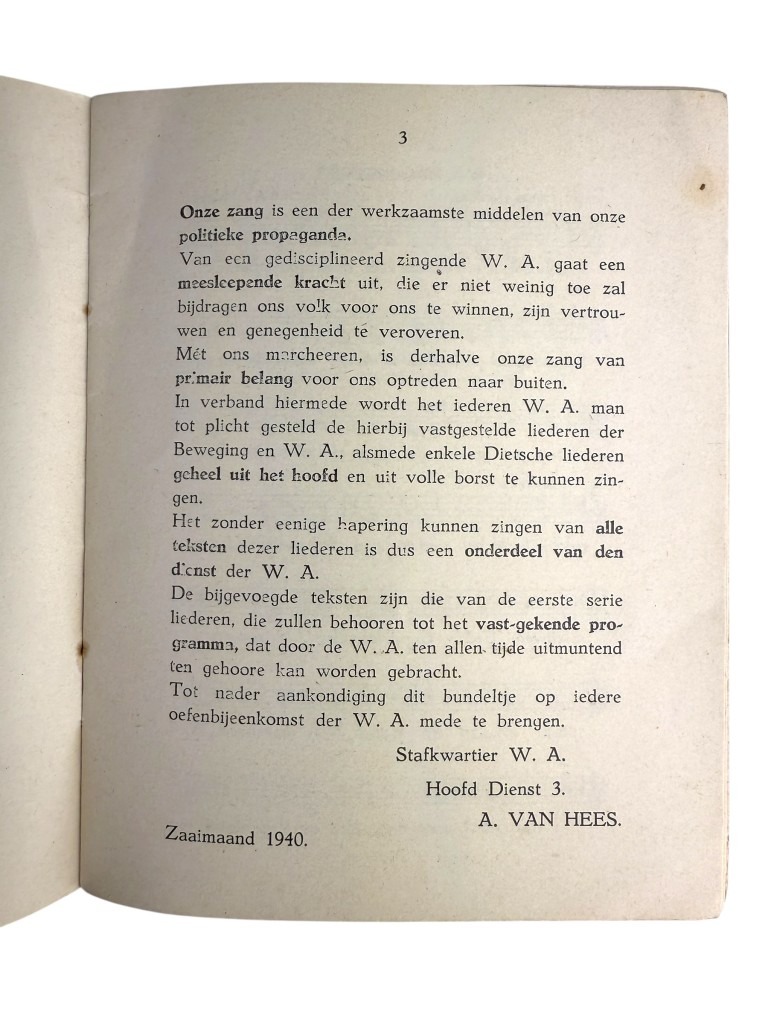 3
Onze zang is een der werkzaamste middelen van onze
politieke propaganda.
Van een gedisciplineerd zingende W. A. gaat een
meesleepende kracht uit, die er niet weinig toe zal
bijdragen ons volk voor ons te winnen, zijn vertrou-
wen en genegenheid te veroveren.
Mét ons marcheeren, is derhalve onze zang van
primair belang voor ons optreden naar buiten.
In verband hiermede wordt het iederen W. A. man
tot plicht gesteld de hierbij vastgestelde liederen der
Beweging en W. A., alsmede enkele Dietsche liederen
geheel uit het hoofd en uit volle borst te kunnen zin-
gen.
Het zonder eenige hapering kunnen zingen van alle
teksten dezer liederen is dus een onderdeel van den
dienst der W. A.
De bijgevoegde teksten zijn die van de eerste serie
liederen, die zullen behooren tot het vast-gekende pro-
gramma, dat door de W. A. ten allen tijde uitmuntend
ten gehoore kan worden gebracht.
Tot nader aankondiging dit bundeltje op iedere
oefenbijeenkomst der W. A. mede te brengen.
Stafkwartier W. A.
Hoofd Dienst 3.
A. VAN HEES.
Zaaimaand 1940.